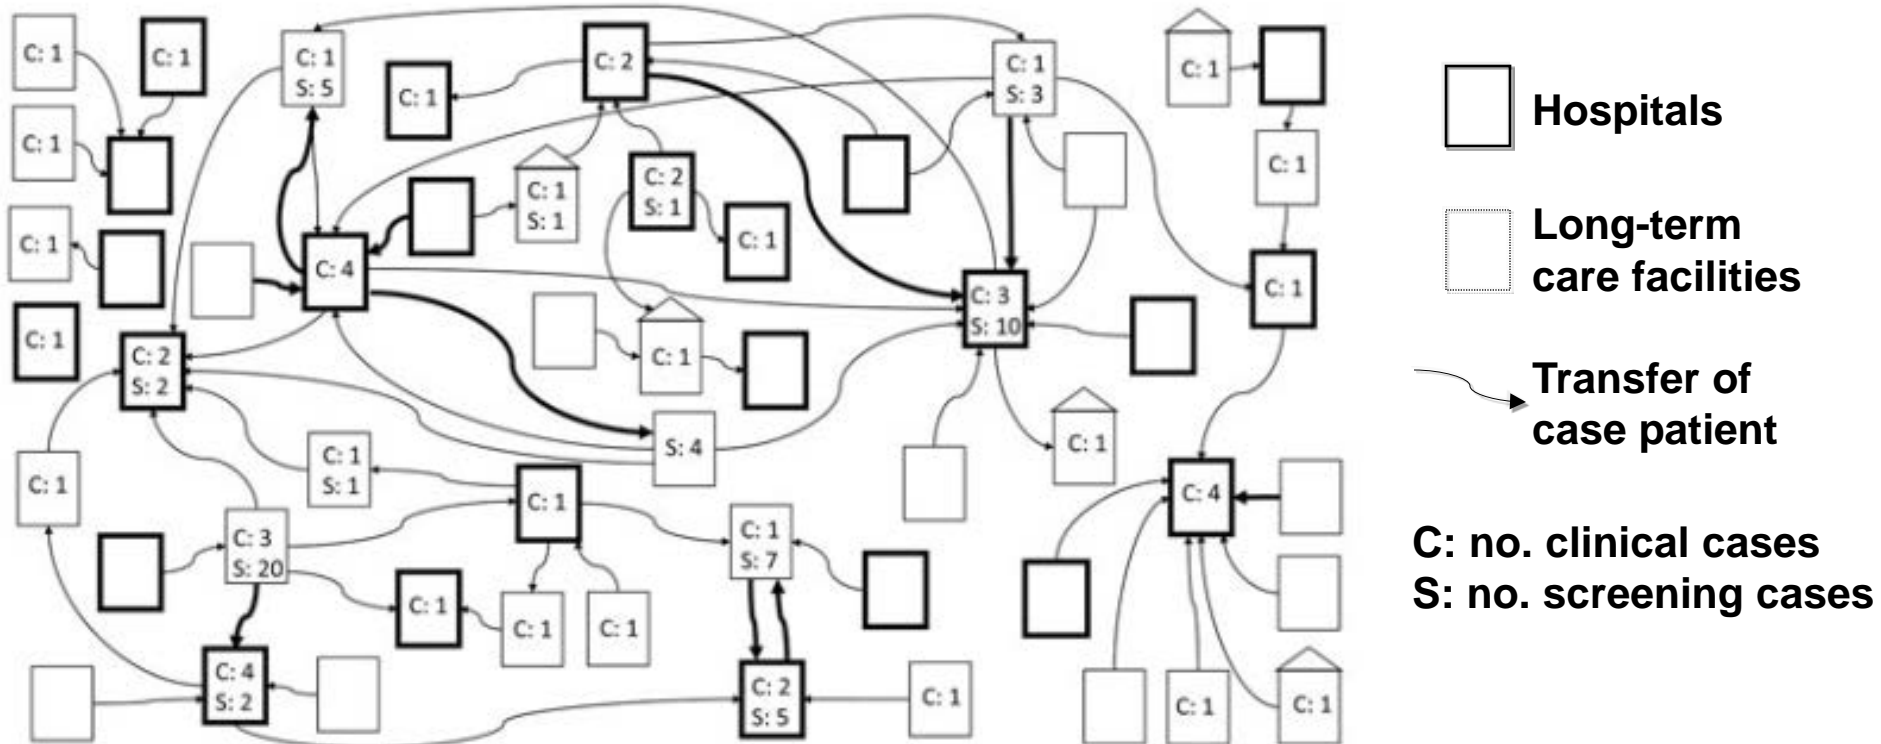 C: 1
C: 1
C: 1
S: 5
C: 2
C: 1
S: 3
C: 1
C: 1
C: 1
C: 1
C: 1
S: 1
C: 2
S: 1
C: 1
C: 1
C: 1
C: 4
C: 3
S: 10
C: 1
C: 1
C: 2
S: 2
C: 1
C: 1
S: 4
C: 1
C: 1
S: 1
C: 1
C: 4
C: 3
S: 20
C: 1
S: 7
C: 1
C: 1
C: 1
C: 4
S: 2
C: 2
S: 5
C: 1
C: 1
C: 1
Hospitals
Long-term
care facilities
Transfer of
case patient
C: no. clinical cases
S: no. screening cases